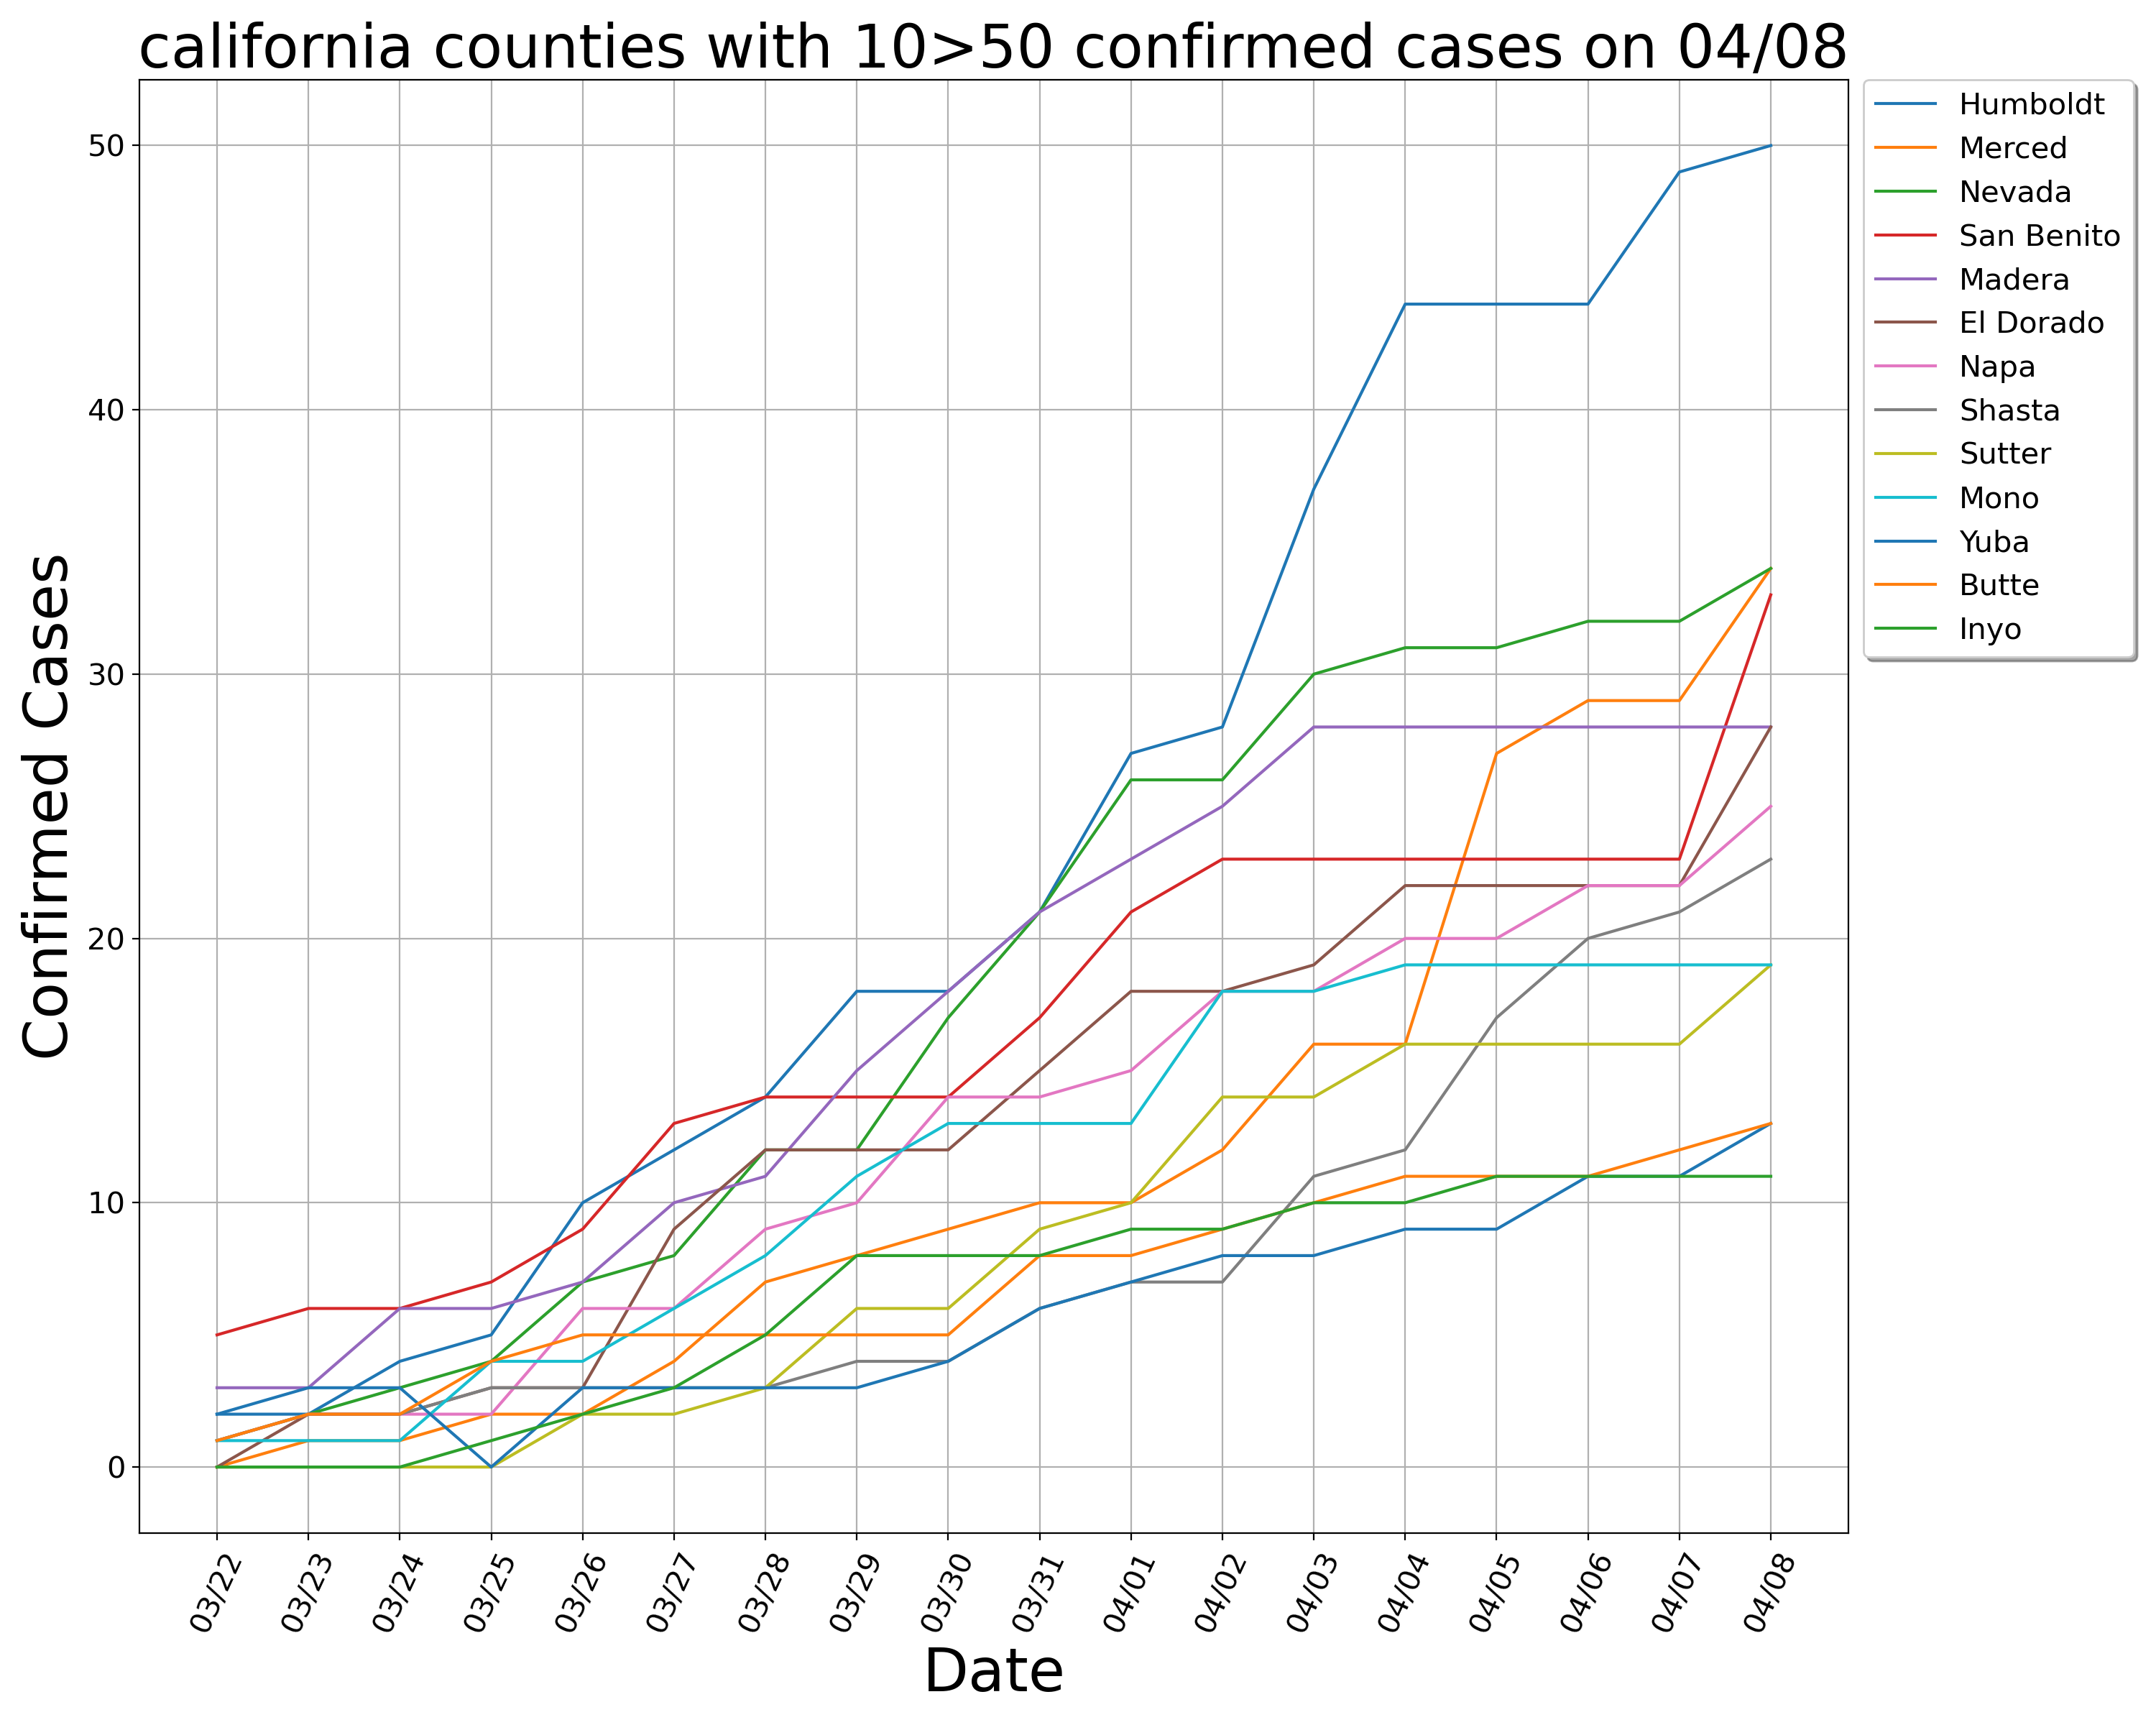 california counties with 10>50 confirmed cases on 04/08
Confirmed Cases
50
40
30
20
10
0
03/22
03/23
03/24
03/25
03/26
03/27
03/28
03/29
03/30
03/31
04/01
04/02
04/03
04/04
04/05
04/06
04/07
04/08
Date
Humboldt
Merced
Nevada
San Benito
Madera
El Dorado
Napa
Shasta
Sutter
Mono
Yuba
Butte
Inyo